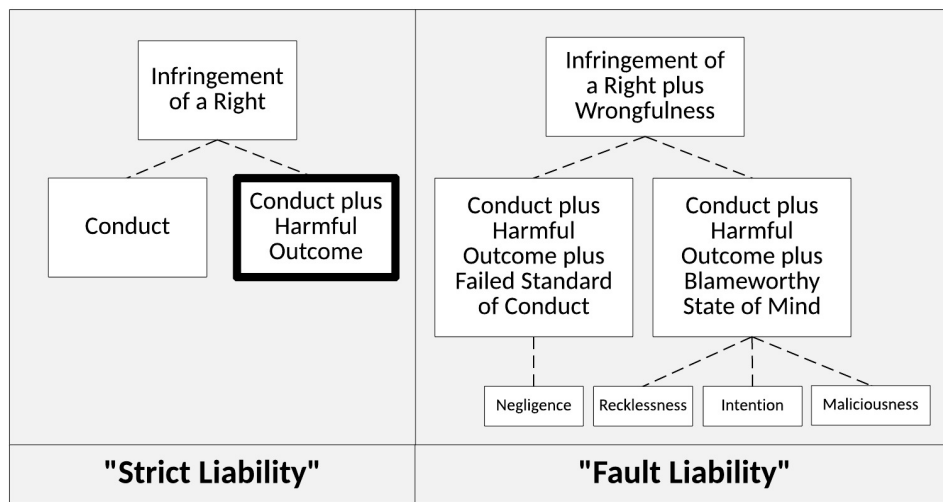 Infringement
of a Right
Conduct
Conduct plus
Harmful
Outcome
"Strict Liability"
Infringement of
a Right plus
Wrongfulness
Conduct plus
Harmful
Outcome plus
Failed Standard
of Conduct
Conduct plus
Harmful
Outcome plus
Blameworthy
State of Mind
Negligence
Recklessness
Intention
Maliciousness
"Fault Liability"